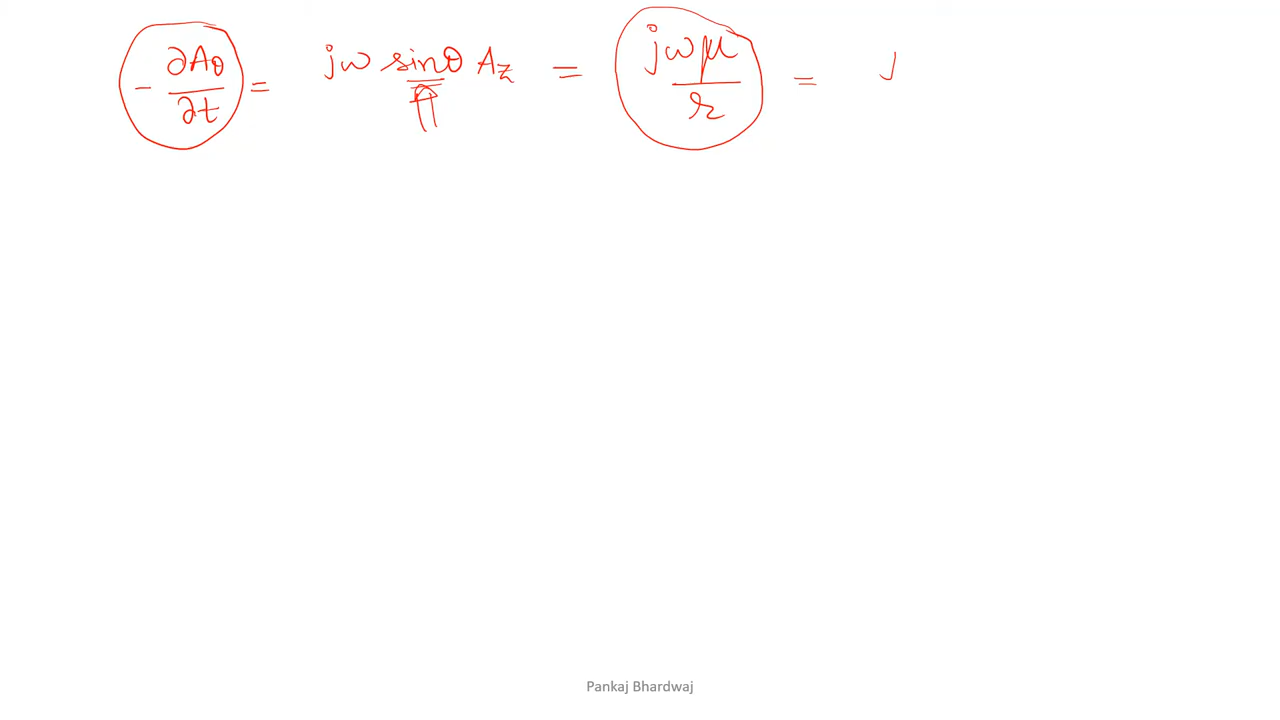 - ∂Aθ/∂t = jω sinθ Az = jωμ/r = J
Pankaj Bhardwaj